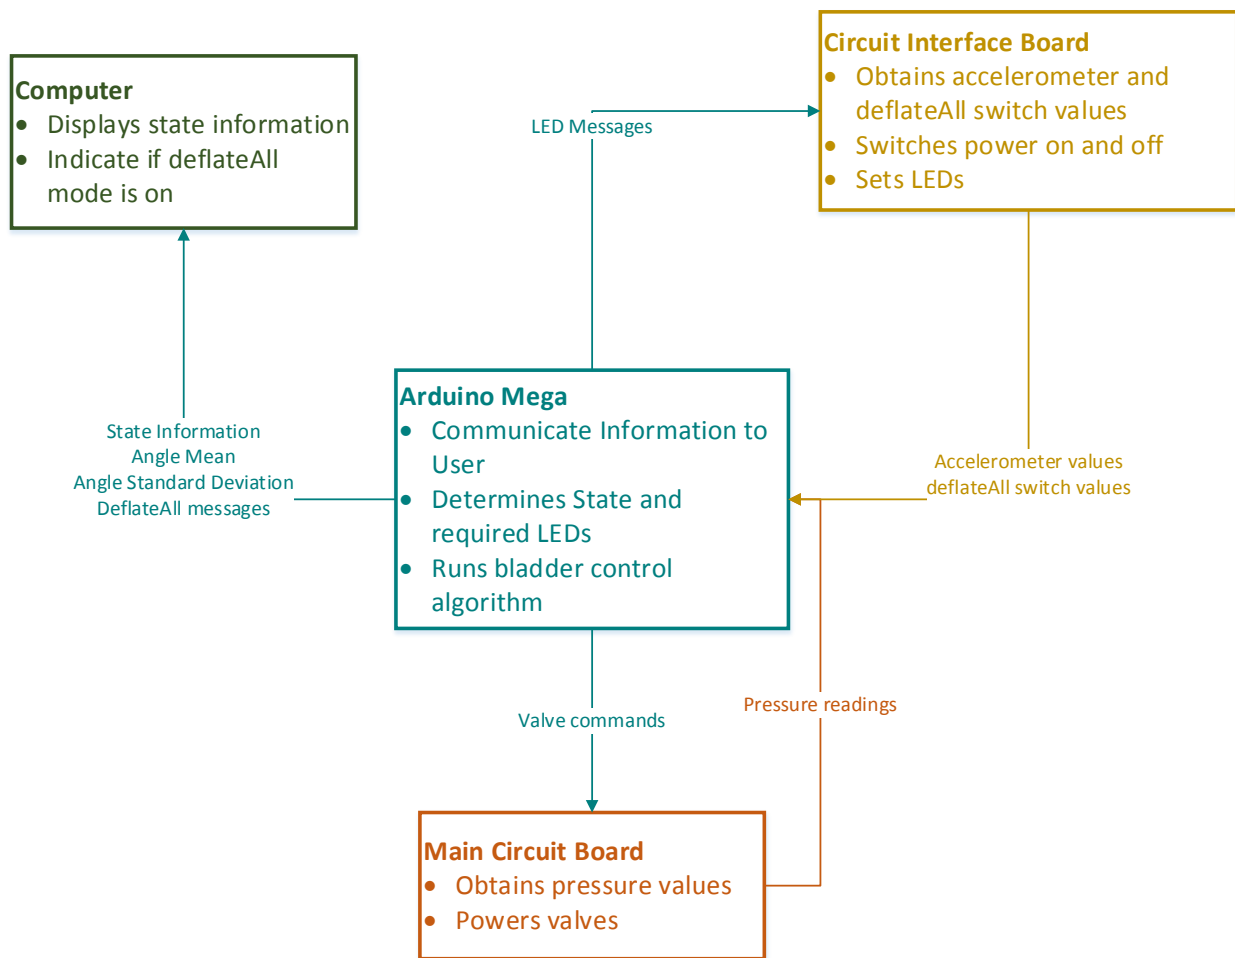 Computer
• Displays state information
• Indicate if deflateAll
mode is on
Circuit Interface Board
• Obtains accelerometer and
deflateAll switch values
• Switches power on and off
• Sets LEDs
LED Messages
Arduino Mega
• Communicate Information to
User
• Determines State and
required LEDs
• Runs bladder control
algorithm
State Information
Angle Mean
Angle Standard Deviation
DeflateAll messages
Accelerometer values
deflateAll switch values
Valve commands
Pressure readings
Main Circuit Board
• Obtains pressure values
• Powers valves